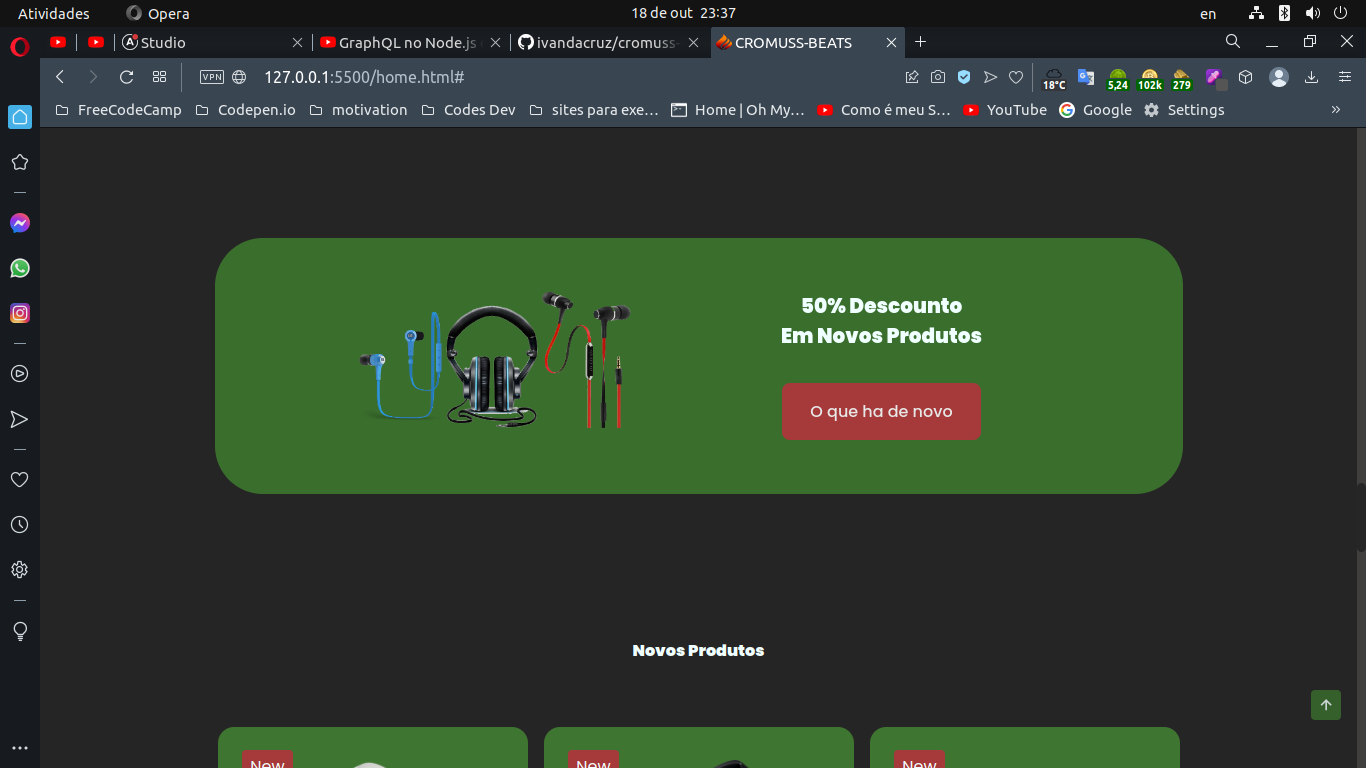 Atividades Opera 18 de out 23:37 en
Studio GraphQL no Node.js ivandacruz/cromuss- CROMUSS-BEATS
VPN 127.0.0.1:5500/home.html# 18°C 5,24 102k 279
FreeCodeCamp Codepen.io motivation Codes Dev sites para exe… Home | Oh My… Como é meu S… YouTube Google Settings »
50% Descounto
Em Novos Produtos
O que ha de novo
Novos Produtos
New New New